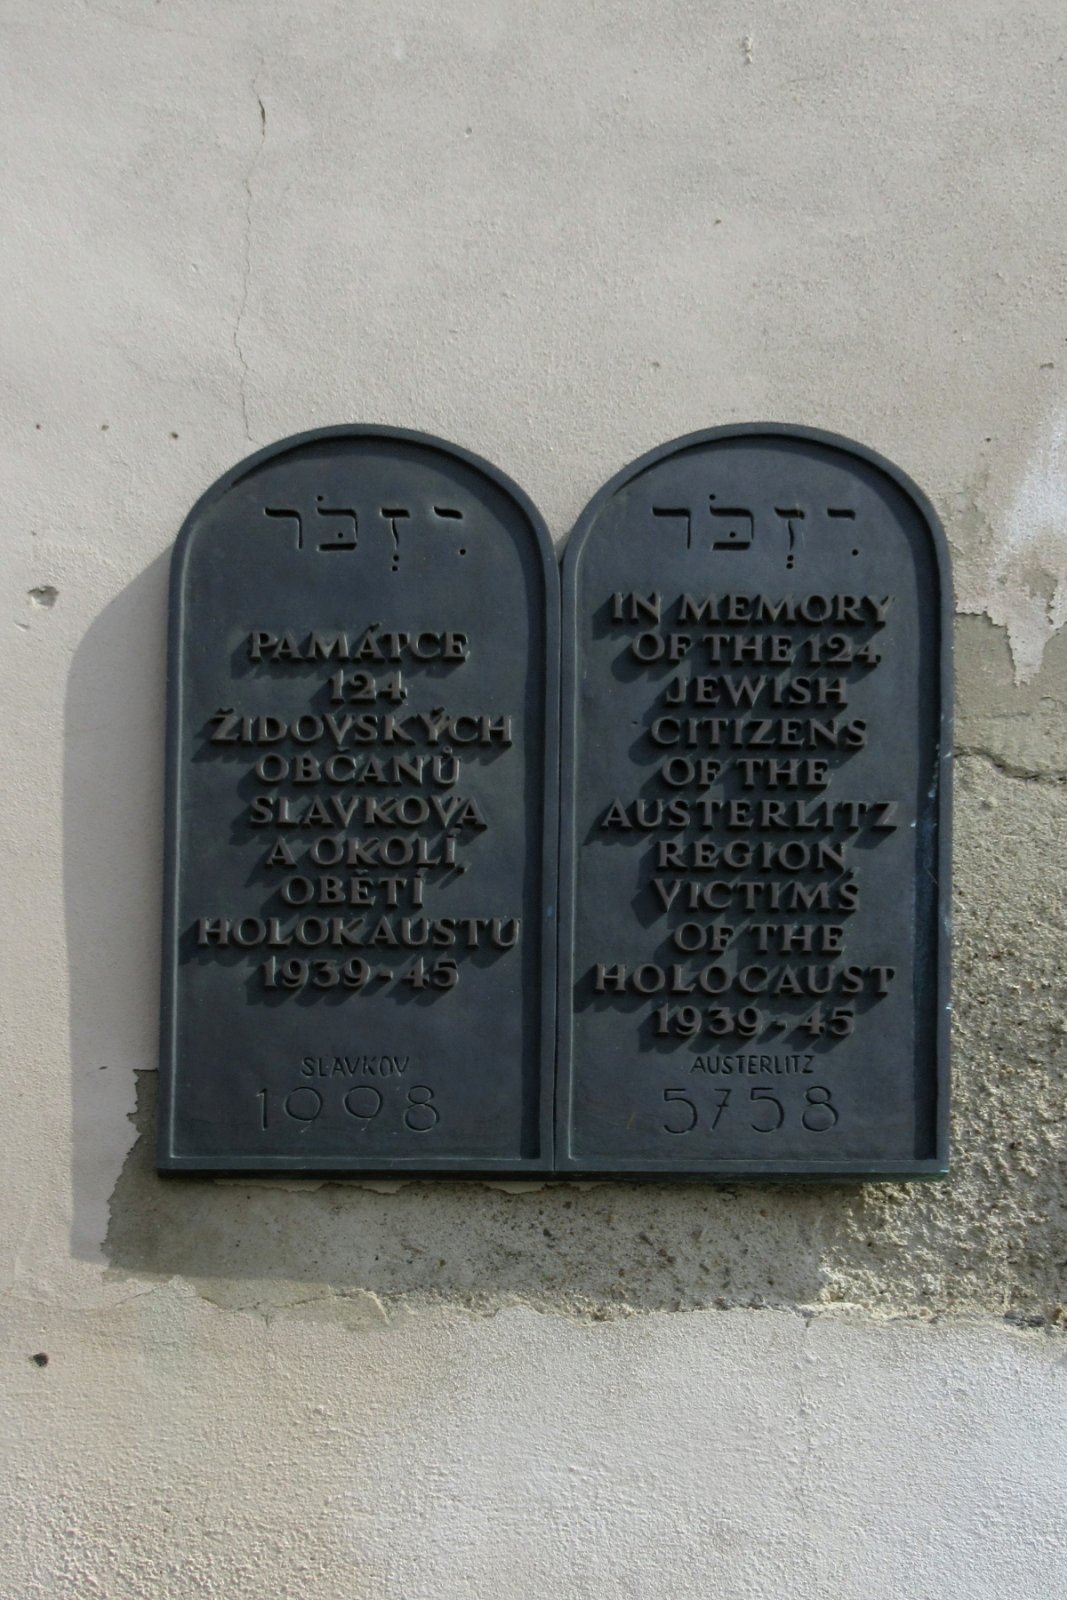 יִזְכֹּר
PAMÁTCE
124
ŽIDOVSKÝCH
OBČANŮ
SLAVKOVA
A OKOLÍ,
OBĚTÍ
HOLOKAUSTU
1939-45
SLAVKOV
1998
יִזְכֹּר
IN MEMORY
OF THE 124
JEWISH
CITIZENS
OF THE
AUSTERLITZ
REGION,
VICTIMS
OF THE
HOLOCAUST
1939-45
AUSTERLITZ
5758